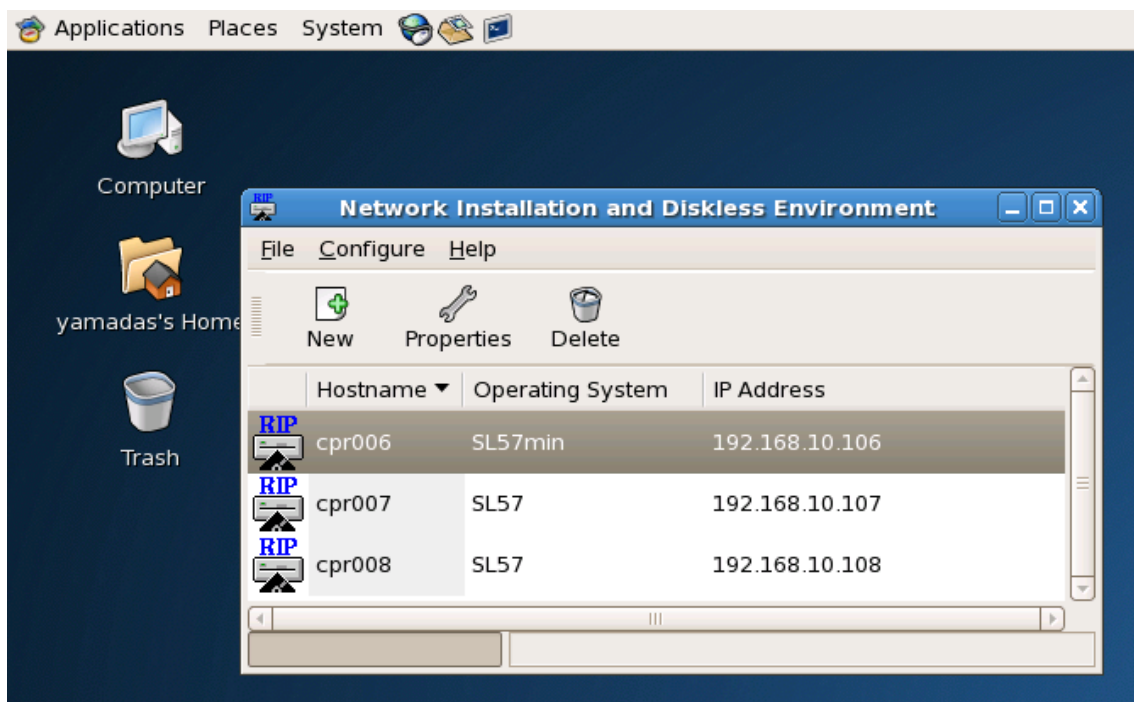 Applications Places System
Computer
yamadas's Home
Trash
RIP Network Installation and Diskless Environment
File Configure Help
New Properties Delete
Hostname Operating System IP Address
RIP cpr006 SL57min 192.168.10.106
RIP cpr007 SL57 192.168.10.107
RIP cpr008 SL57 192.168.10.108